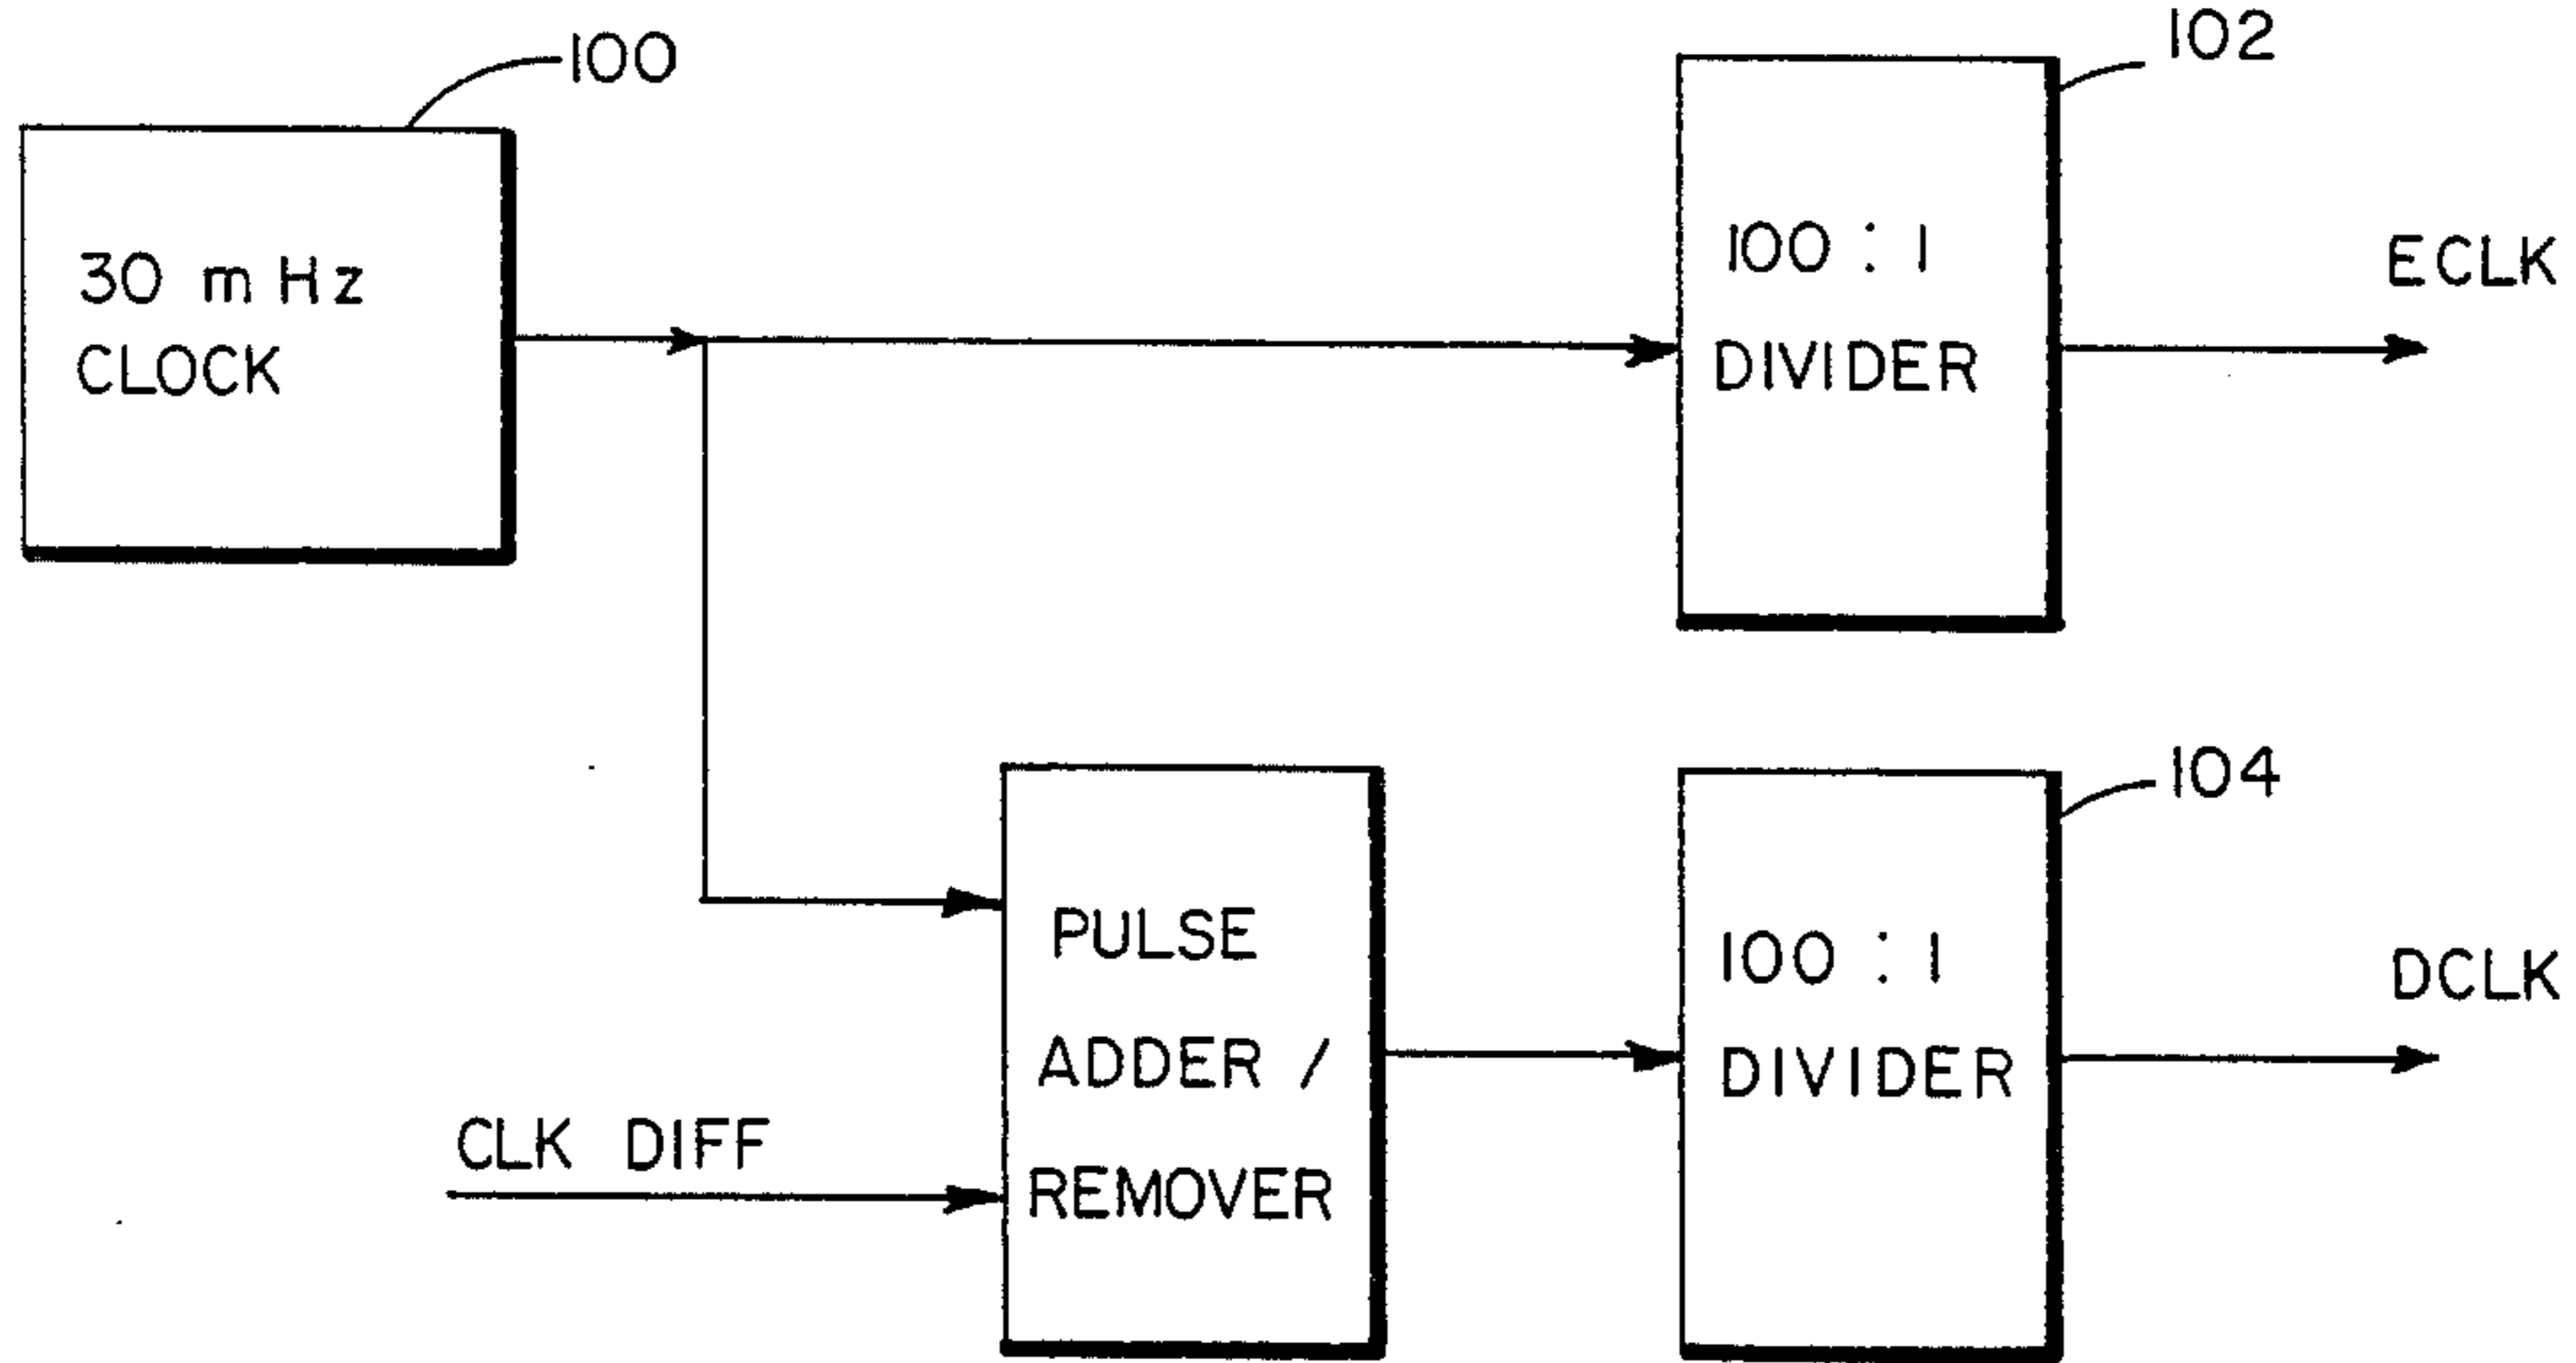 100
30 mHz
CLOCK
102
100 : 1
DIVIDER
ECLK
PULSE
ADDER /
REMOVER
CLK DIFF
104
100 : 1
DIVIDER
DCLK